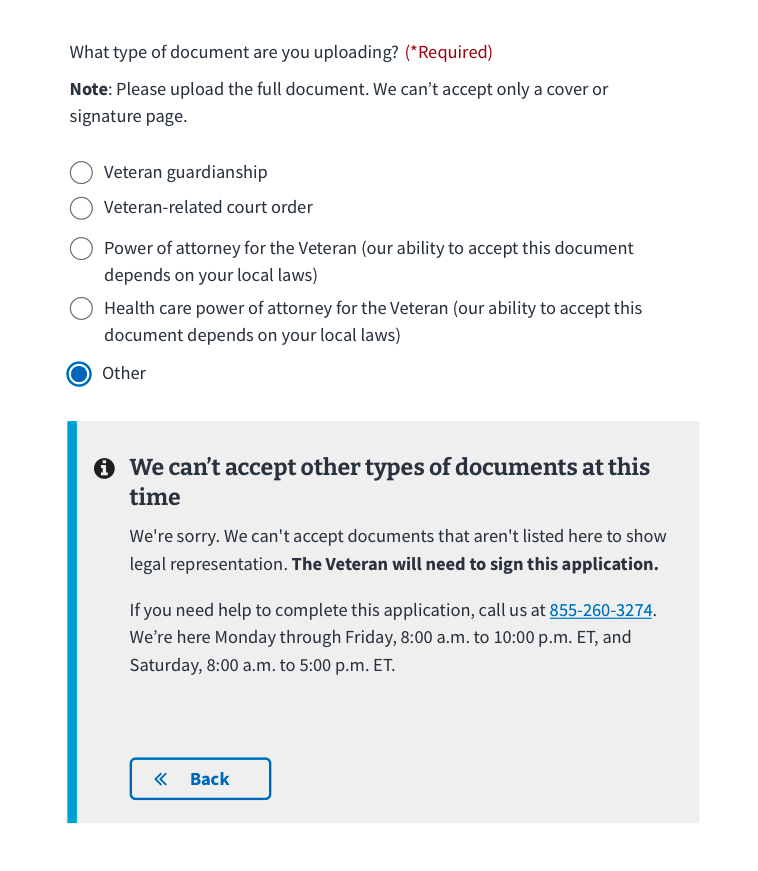 What type of document are you uploading? (*Required)
Note: Please upload the full document. We can’t accept only a cover or
signature page.
Veteran guardianship
Veteran-related court order
Power of attorney for the Veteran (our ability to accept this document
depends on your local laws)
Health care power of attorney for the Veteran (our ability to accept this
document depends on your local laws)
Other
We can’t accept other types of documents at this
time
We're sorry. We can't accept documents that aren't listed here to show
legal representation. The Veteran will need to sign this application.
If you need help to complete this application, call us at 855-260-3274.
We’re here Monday through Friday, 8:00 a.m. to 10:00 p.m. ET, and
Saturday, 8:00 a.m. to 5:00 p.m. ET.
Back